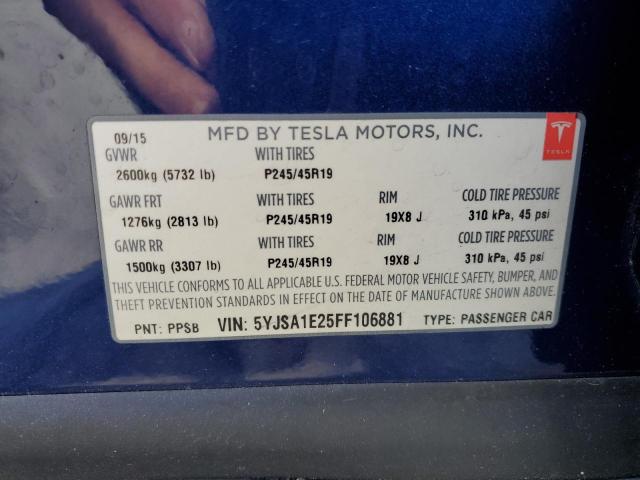 09/15 MFD BY TESLA MOTORS, INC.
TESLA
GVWR WITH TIRES
2600kg (5732 lb) P245/45R19
GAWR FRT WITH TIRES RIM COLD TIRE PRESSURE
1276kg (2813 lb) P245/45R19 19X8 J 310 kPa, 45 psi
GAWR RR WITH TIRES RIM COLD TIRE PRESSURE
1500kg (3307 lb) P245/45R19 19X8 J 310 kPa, 45 psi
THIS VEHICLE CONFORMS TO ALL APPLICABLE U.S. FEDERAL MOTOR VEHICLE SAFETY, BUMPER, AND
THEFT PREVENTION STANDARDS IN EFFECT ON THE DATE OF MANUFACTURE SHOWN ABOVE.
PNT: PPSB VIN: 5YJSA1E25FF106881 TYPE: PASSENGER CAR